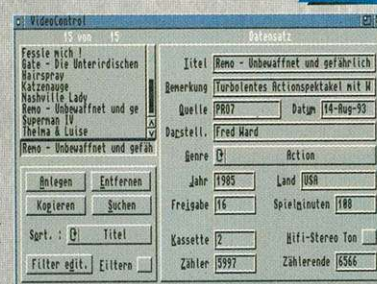 VideoControl
15 von 15
Datensatz
Fessle mich !
Gate - Die Unterirdischen
Hairspray
Katzenauge
Nashville Lady
Remo - Unbewaffnet und ge
Superman IV
Thelma & Louise
Remo - Unbewaffnet und gefäh
Anlegen
Entfernen
Kopieren
Suchen
Sort. :
Titel
Filter edit.
Filtern
Titel
Remo - Unbewaffnet und gefährlich
Bemerkung
Turbolentes Actionspektakel mit W
Quelle
PRO7
Datum
14-Aug-93
Darstell.
Fred Ward
Genre
Action
Jahr
1985
Land
USA
Freigabe
16
Spielminuten
108
Kassette
2
Hifi-Stereo Ton
Zähler
5997
Zählerende
6566